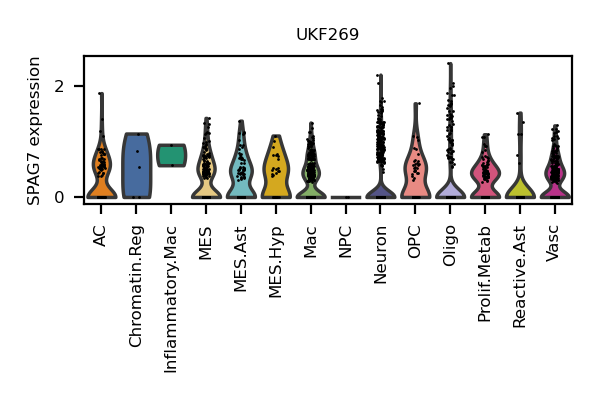 UKF269
SPAG7 expression
2
0
AC
Chromatin.Reg
Inflammatory.Mac
MES
MES.Ast
MES.Hyp
Mac
NPC
Neuron
OPC
Oligo
Prolif.Metab
Reactive.Ast
Vasc